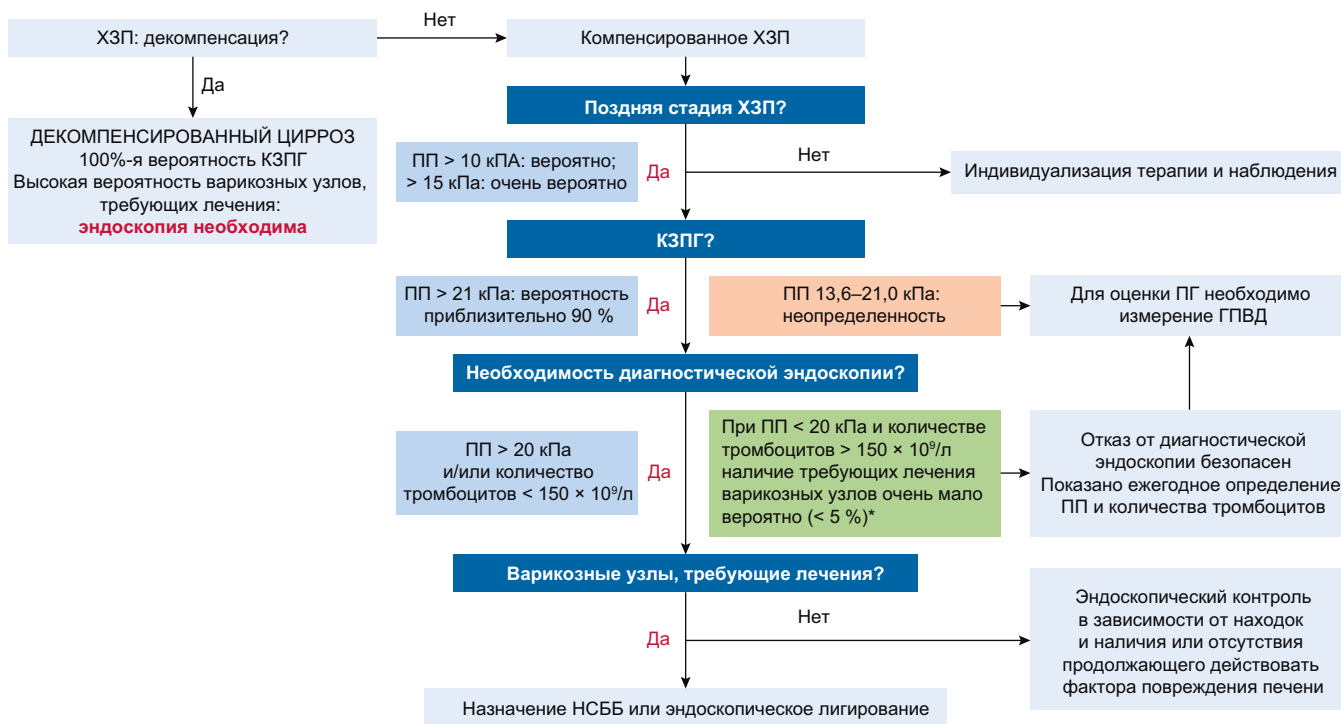 ХЗП: декомпенсация?
Нет
Компенсированное ХЗП
Да
ДЕКОМПЕНСИРОВАННЫЙ ЦИРРОЗ
100%-я вероятность КЗПГ
Высокая вероятность варикозных узлов,
требующих лечения:
эндоскопия необходима
Поздняя стадия ХЗП?
ПП > 10 кПА: вероятно;
> 15 кПа: очень вероятно
Да
Нет
Индивидуализация терапии и наблюдения
КЗПГ?
ПП > 21 кПа: вероятность
приблизительно 90 %
Да
ПП 13,6–21,0 кПа:
неопределенность
Для оценки ПГ необходимо
измерение ГПВД
Необходимость диагностической эндоскопии?
ПП > 20 кПа
и/или количество
тромбоцитов < 150 × 10⁹/л
Да
При ПП < 20 кПа и количестве
тромбоцитов > 150 × 10⁹/л
наличие требующих лечения
варикозных узлов очень мало
вероятно (< 5 %)*
Отказ от диагностической
эндоскопии безопасен
Показано ежегодное определение
ПП и количества тромбоцитов
Варикозные узлы, требующие лечения?
Да
Нет
Эндоскопический контроль
в зависимости от находок
и наличия или отсутствия
продолжающего действовать
фактора повреждения печени
Назначение НСББ или эндоскопическое лигирование